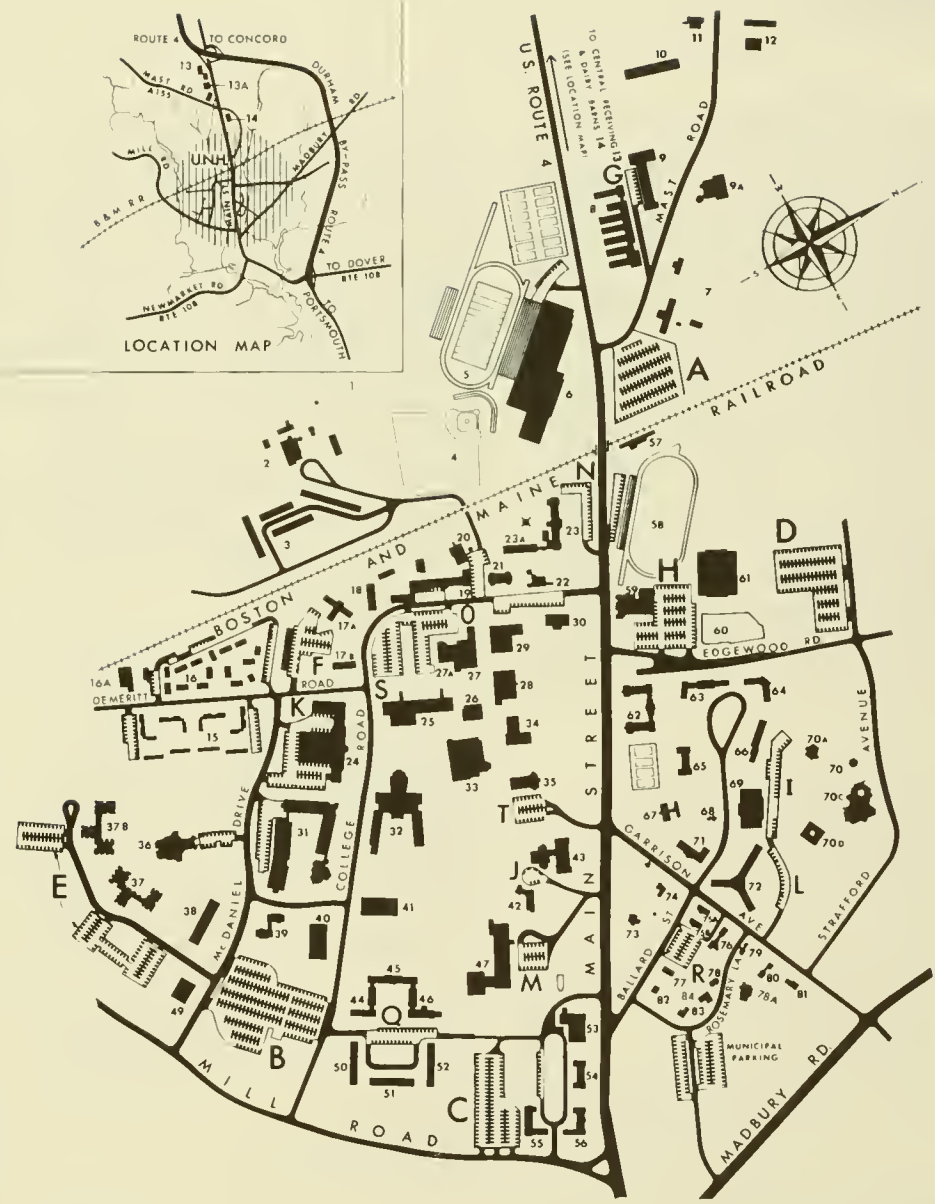 ROUTE 4
TO CONCORD
13
MAST RD
A155
13A
14
DURHAM BY-PASS ROUTE 4
MADBURY RD
MILL RD
U.N.H.
MAIN ST
B&M RR
TO DOVER
RTE 108
NEWMARKET RD
RTE 108
TO PORTSMOUTH
LOCATION MAP
U.S. ROUTE 4
TO CENTRAL RECEIVING 13
& DAIRY BARNS 14
(SEE LOCATION MAP)
11
12
10
MAST ROAD
9
G
8
9A
N
S
7
5
6
A
RAILROAD
1
2
4
57
3
BOSTON AND MAINE
N
58
23
23A
20
21
22
D
H
61
59
18
19
O
17A
30
60
EDGEWOOD RD
F
17B
16A
16
DEMERITT ROAD
S
27A
27
29
28
26
25
K
15
34
33
35
24
62
63
64
65
66
70A
70
70C
70D
69
I
67
68
STRAFFORD AVENUE
MAIN STREET
T
GARRISON AVE
71
72
L
37B
36
McDANIEL DRIVE
31
COLLEGE ROAD
32
E
37
38
39
40
41
43
J
42
M
47
74
73
BALLARD ST
75
76
R
77
78
79
80
81
78A
82
84
83
ROSEMARY LA
MUNICIPAL
PARKING
MADBURY RD.
49
B
44
45
46
Q
50
51
52
53
54
C
55
56
MILL ROAD